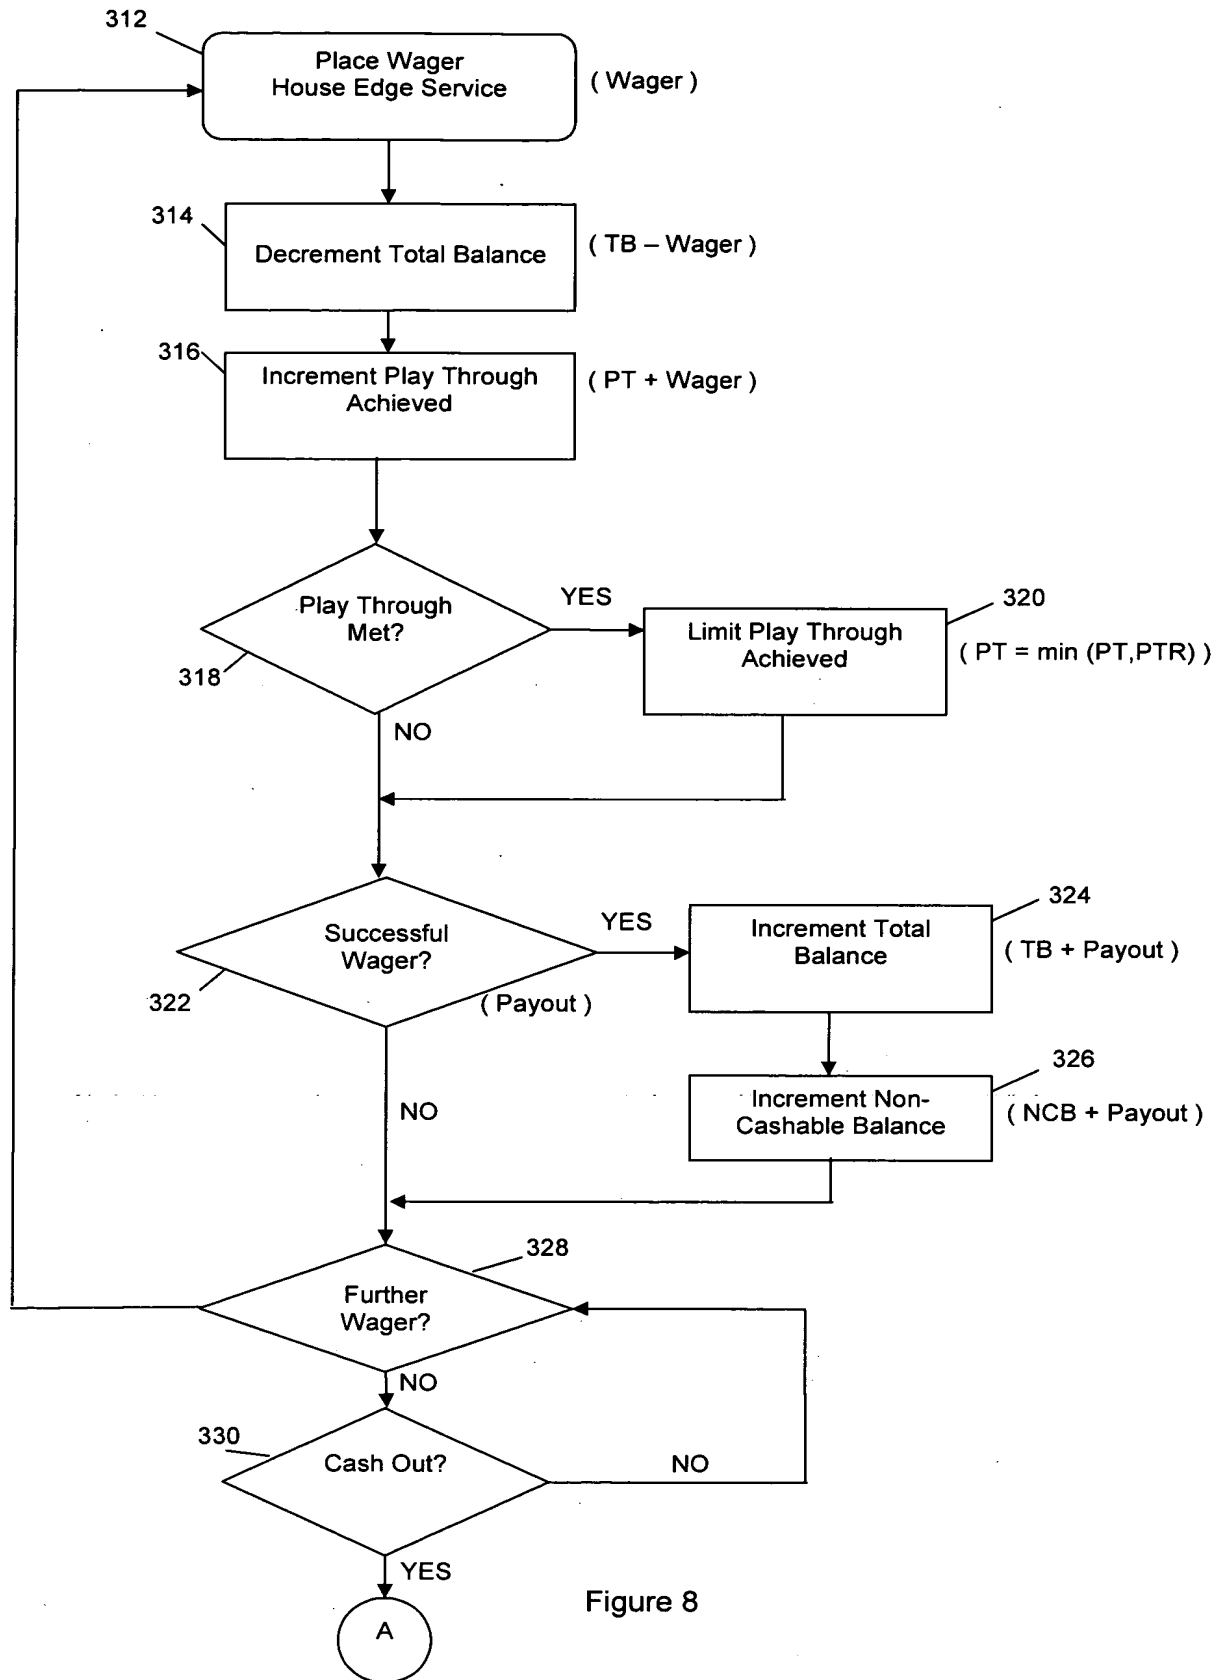 312
Place Wager
House Edge Service
( Wager )
314
Decrement Total Balance
( TB – Wager )
316
Increment Play Through
Achieved
( PT + Wager )
Play Through
Met?
318
YES
NO
Limit Play Through
Achieved
320
( PT = min (PT,PTR) )
Successful
Wager?
322
( Payout )
YES
NO
Increment Total
Balance
324
( TB + Payout )
Increment Non-
Cashable Balance
326
( NCB + Payout )
328
Further
Wager?
NO
330
Cash Out?
NO
YES
A
Figure 8